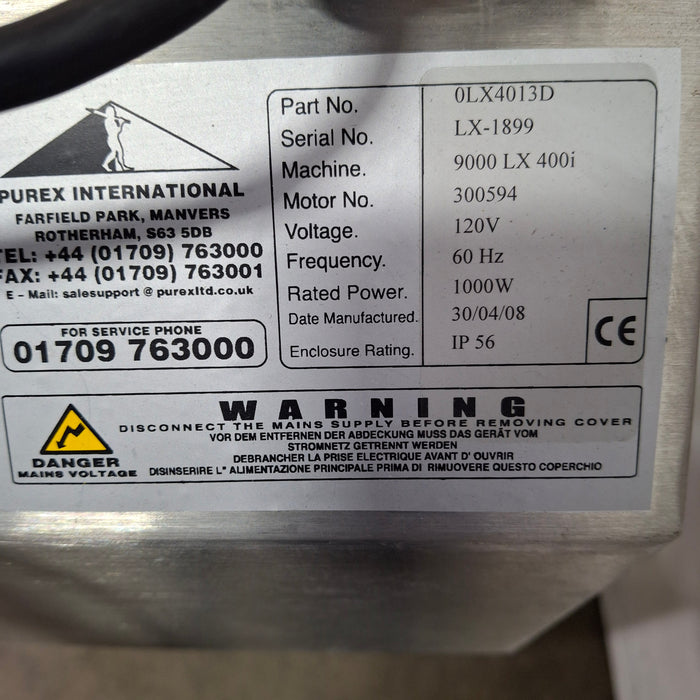 PUREX INTERNATIONAL
FARFIELD PARK, MANVERS
ROTHERHAM, S63 5DB
TEL: +44 (01709) 763000
FAX: +44 (01709) 763001
E - Mail: salesupport @ purexltd.co.uk
FOR SERVICE PHONE
01709 763000
Part No. 0LX4013D
Serial No. LX-1899
Machine. 9000 LX 400i
Motor No. 300594
Voltage. 120V
Frequency. 60 Hz
Rated Power. 1000W
Date Manufactured. 30/04/08
Enclosure Rating. IP 56
CE
DANGER
MAINS VOLTAGE
WARNING
DISCONNECT THE MAINS SUPPLY BEFORE REMOVING COVER
VOR DEM ENTFERNEN DER ABDECKUNG MUSS DAS GERÄT VOM
STROMNETZ GETRENNT WERDEN
DEBRANCHER LA PRISE ELECTRIQUE AVANT D' OUVRIR
DISINSERIRE L" ALIMENTAZIONE PRINCIPALE PRIMA DI RIMUOVERE QUESTO COPERCHIO